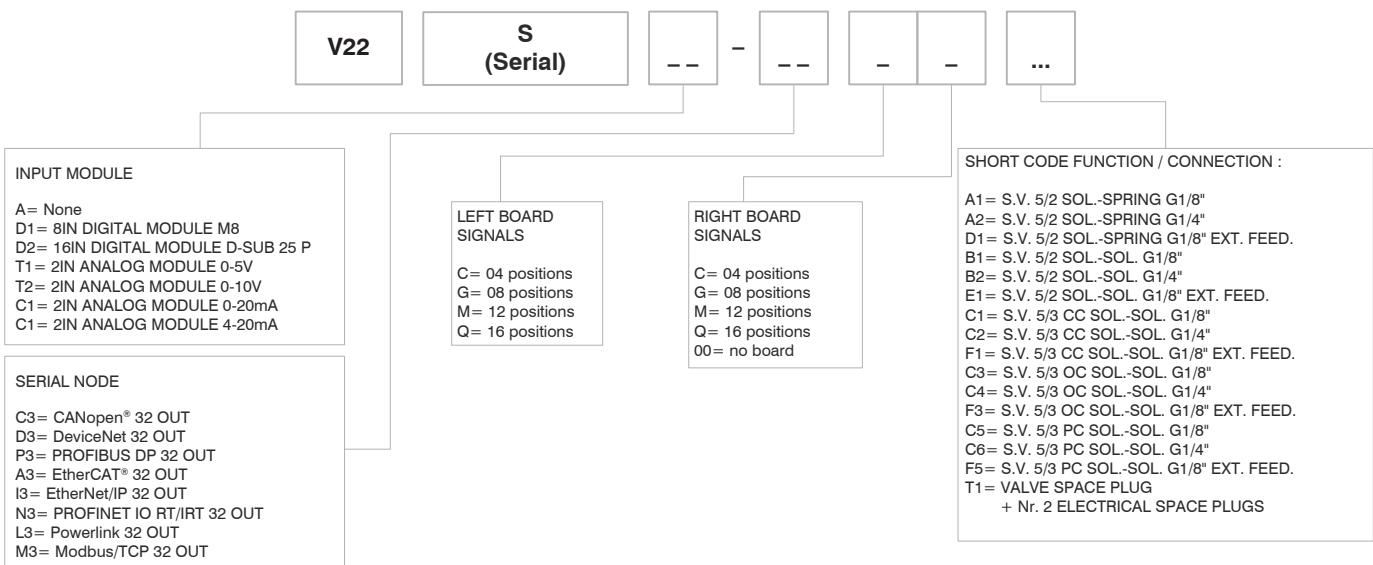 V22
S
(Serial)
_ _
–
_ _
_
_
...
INPUT MODULE
A= None
D1= 8IN DIGITAL MODULE M8
D2= 16IN DIGITAL MODULE D-SUB 25 P
T1= 2IN ANALOG MODULE 0-5V
T2= 2IN ANALOG MODULE 0-10V
C1= 2IN ANALOG MODULE 0-20mA
C1= 2IN ANALOG MODULE 4-20mA
SERIAL NODE
C3= CANopen® 32 OUT
D3= DeviceNet 32 OUT
P3= PROFIBUS DP 32 OUT
A3= EtherCAT® 32 OUT
I3= EtherNet/IP 32 OUT
N3= PROFINET IO RT/IRT 32 OUT
L3= Powerlink 32 OUT
M3= Modbus/TCP 32 OUT
LEFT BOARD
SIGNALS
C= 04 positions
G= 08 positions
M= 12 positions
Q= 16 positions
RIGHT BOARD
SIGNALS
C= 04 positions
G= 08 positions
M= 12 positions
Q= 16 positions
00= no board
SHORT CODE FUNCTION / CONNECTION :
A1= S.V. 5/2 SOL.-SPRING G1/8"
A2= S.V. 5/2 SOL.-SPRING G1/4"
D1= S.V. 5/2 SOL.-SPRING G1/8" EXT. FEED.
B1= S.V. 5/2 SOL.-SOL. G1/8"
B2= S.V. 5/2 SOL.-SOL. G1/4"
E1= S.V. 5/2 SOL.-SOL. G1/8" EXT. FEED.
C1= S.V. 5/3 CC SOL.-SOL. G1/8"
C2= S.V. 5/3 CC SOL.-SOL. G1/4"
F1= S.V. 5/3 CC SOL.-SOL. G1/8" EXT. FEED.
C3= S.V. 5/3 OC SOL.-SOL. G1/8"
C4= S.V. 5/3 OC SOL.-SOL. G1/4"
F3= S.V. 5/3 OC SOL.-SOL. G1/8" EXT. FEED.
C5= S.V. 5/3 PC SOL.-SOL. G1/8"
C6= S.V. 5/3 PC SOL.-SOL. G1/4"
F5= S.V. 5/3 PC SOL.-SOL. G1/8" EXT. FEED.
T1= VALVE SPACE PLUG
+ Nr. 2 ELECTRICAL SPACE PLUGS